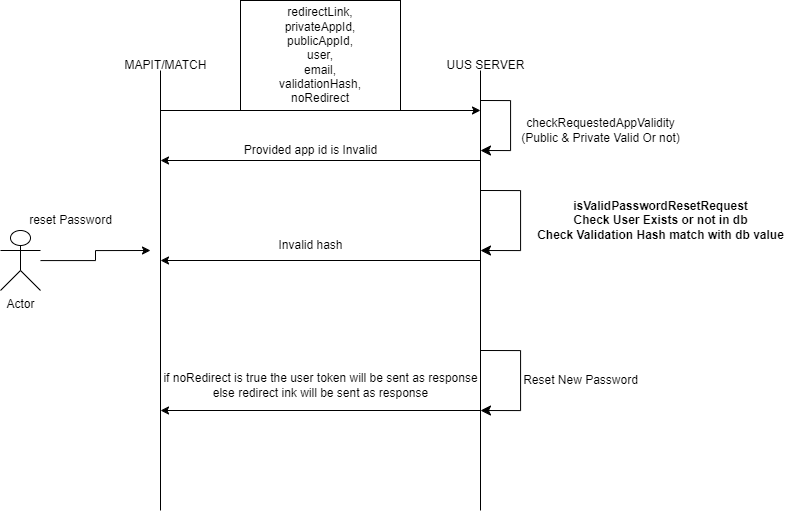 redirectLink,
privateAppId,
publicAppId,
user,
email,
validationHash,
noRedirect
MAPIT/MATCH
UUS SERVER
checkRequestedAppValidity
(Public & Private Valid Or not)
Provided app id is Invalid
isValidPasswordResetRequest
Check User Exists or not in db
Check Validation Hash match with db value
reset Password
Invalid hash
Actor
if noRedirect is true the user token will be sent as response
else redirect ink will be sent as response
Reset New Password